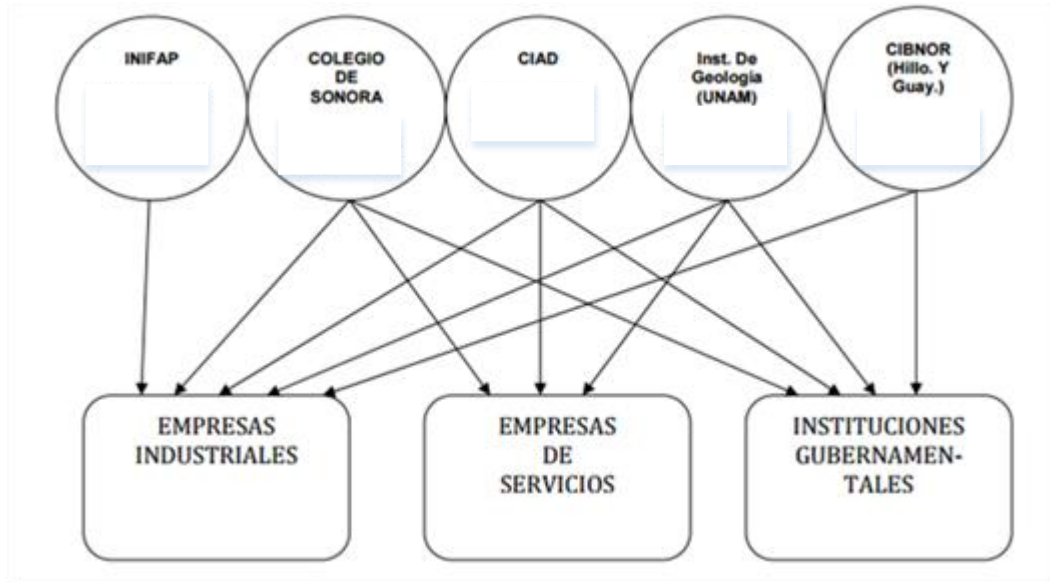 INIFAP
COLEGIO
DE
SONORA
CIAD
Inst. De
Geología
(UNAM)
CIBNOR
(Hillo. Y
Guay.)
EMPRESAS
INDUSTRIALES
EMPRESAS
DE
SERVICIOS
INSTITUCIONES
GUBERNAMEN-
TALES